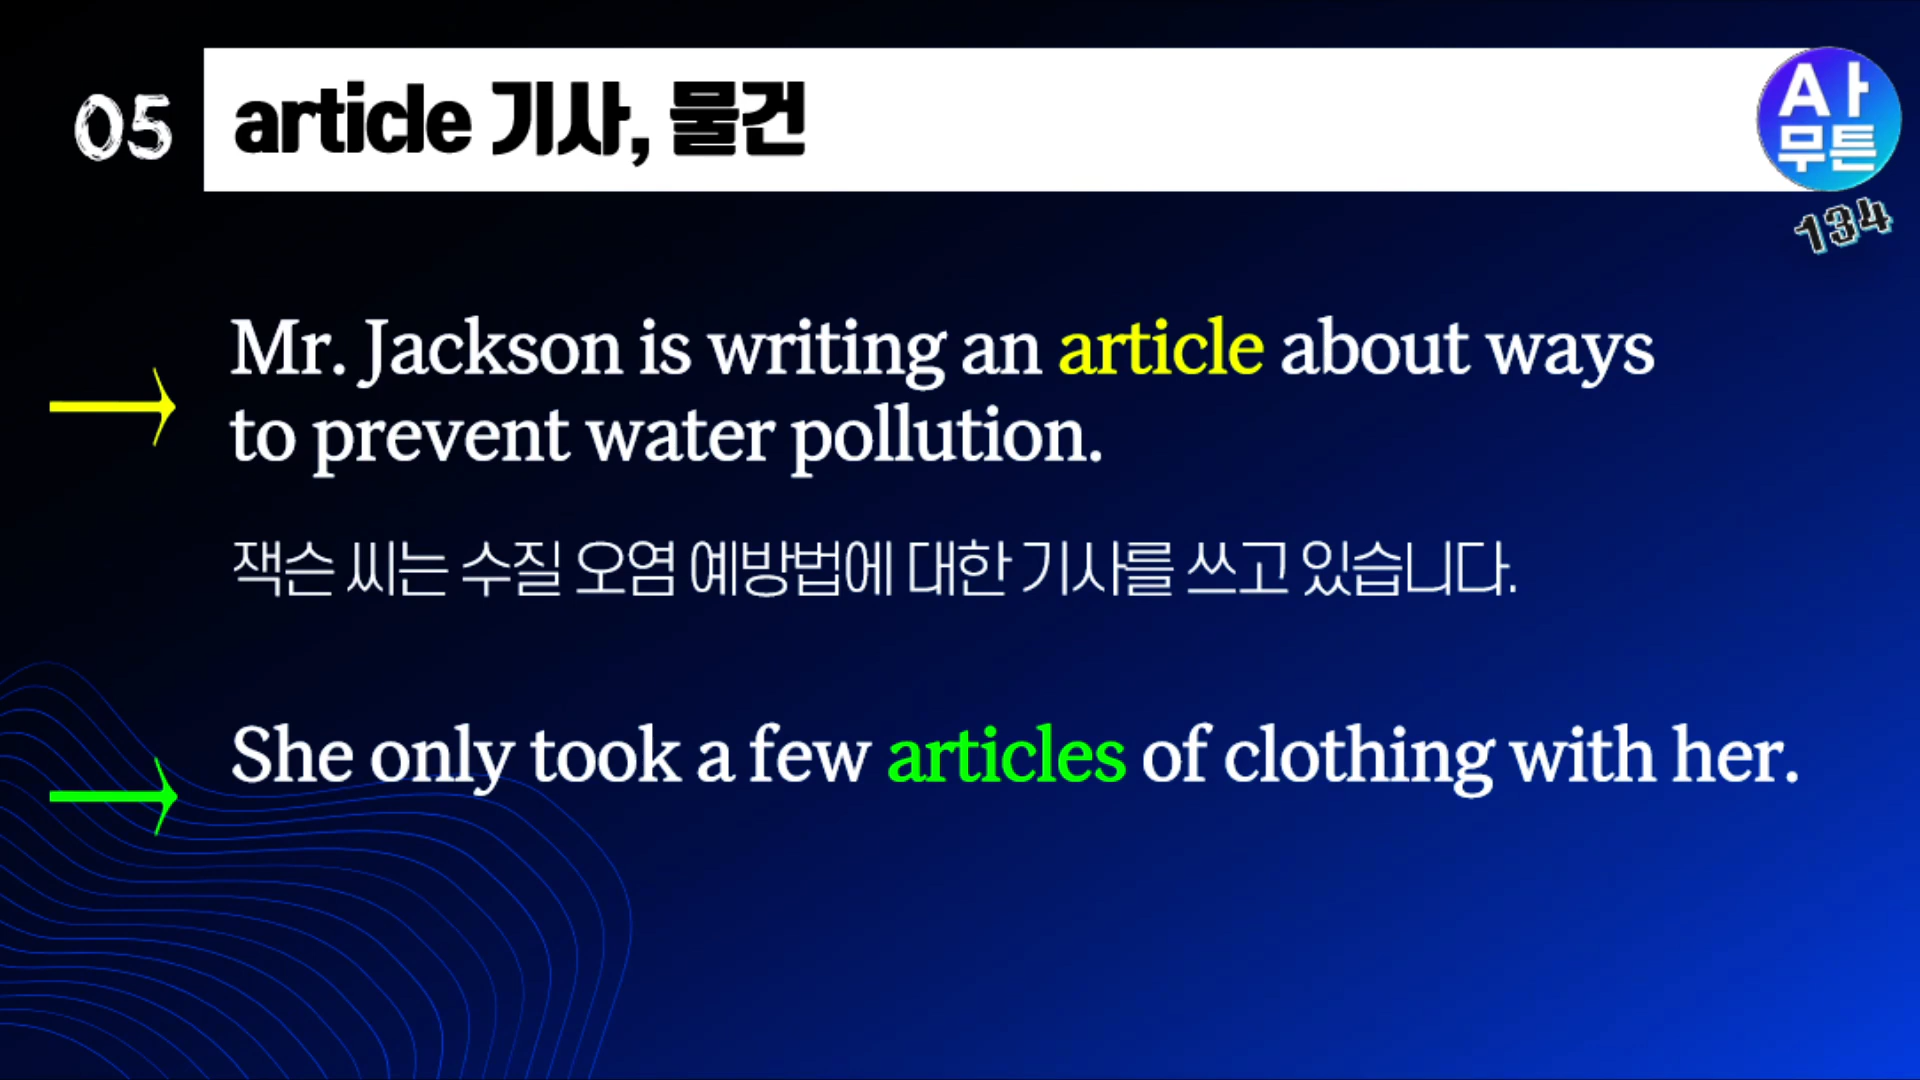 05
article 기사, 물건
사
무튼
134
Mr. Jackson is writing an article about ways
to prevent water pollution.
잭슨 씨는 수질 오염 예방법에 대한 기사를 쓰고 있습니다.
She only took a few articles of clothing with her.